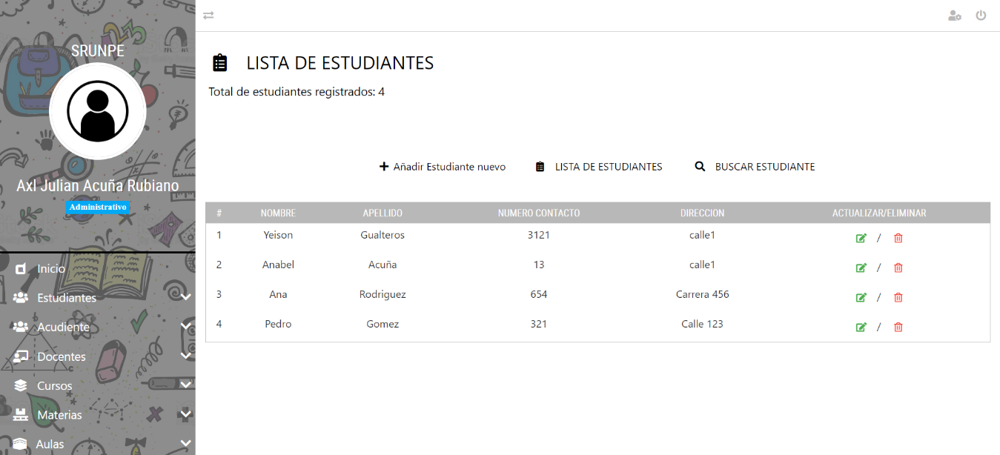 SRUNPE
Axl Julian Acuña Rubiano
Administrativo
Inicio
Estudiantes
Acudiente
Docentes
Cursos
Materias
Aulas
LISTA DE ESTUDIANTES
Total de estudiantes registrados: 4
Añadir Estudiante nuevo LISTA DE ESTUDIANTES BUSCAR ESTUDIANTE
# NOMBRE APELLIDO NUMERO CONTACTO DIRECCION ACTUALIZAR/ELIMINAR
1 Yeison Gualteros 3121 calle1 /
2 Anabel Acuña 13 calle1 /
3 Ana Rodriguez 654 Carrera 456 /
4 Pedro Gomez 321 Calle 123 /